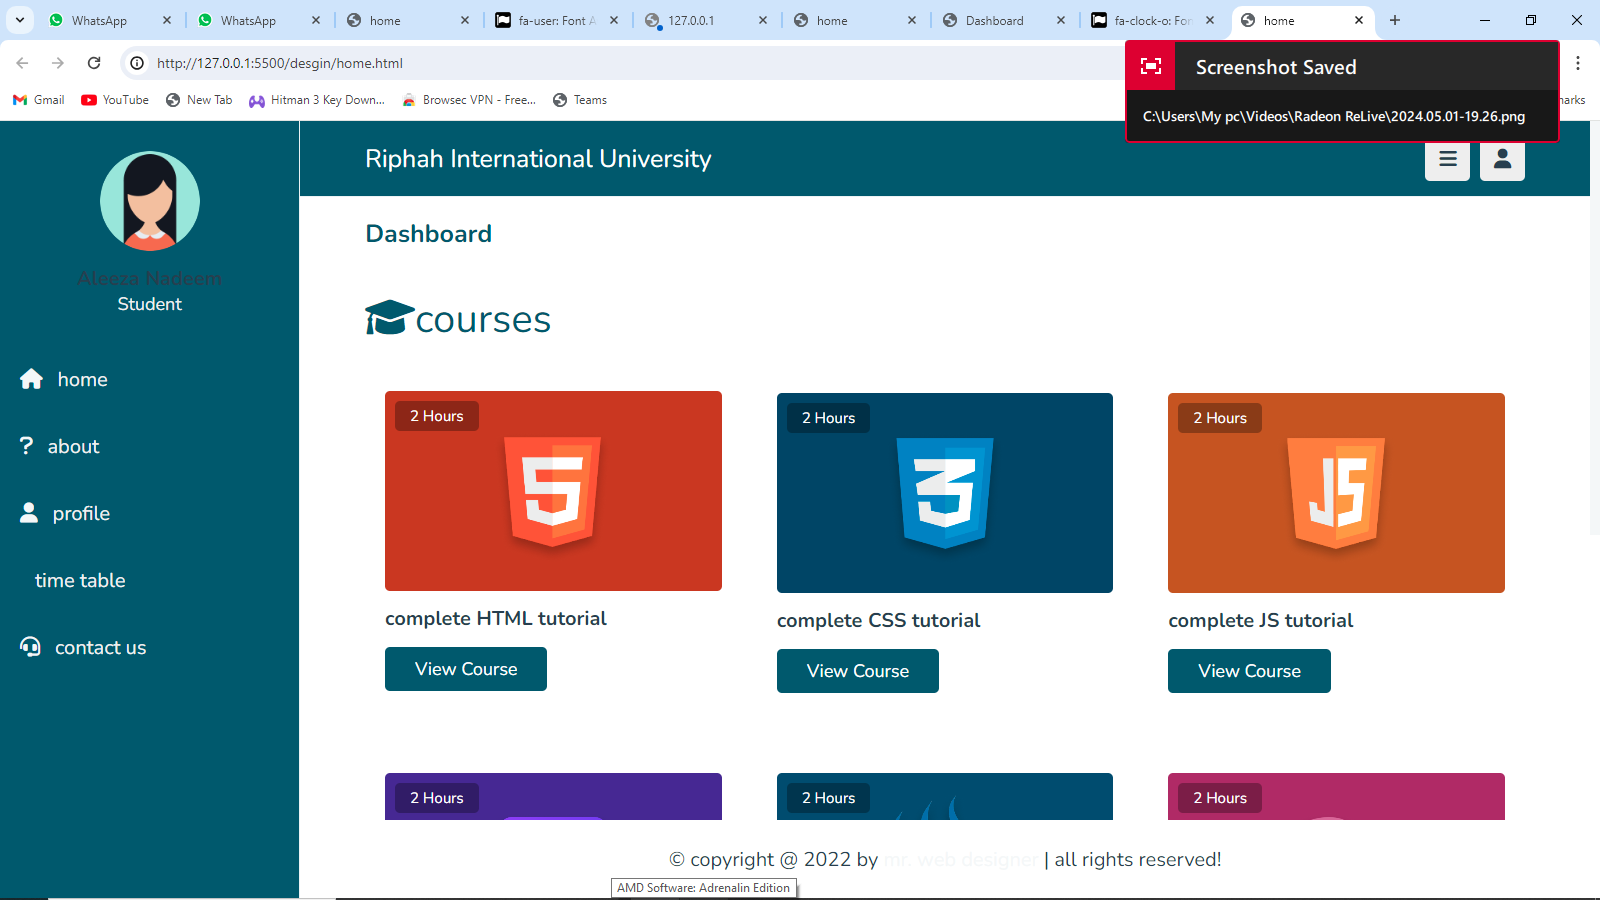 WhatsApp
WhatsApp
home
fa-user: Font A
127.0.0.1
home
Dashboard
fa-clock-o: Fon
home
http://127.0.0.1:5500/desgin/home.html
Gmail
YouTube
New Tab
Hitman 3 Key Down...
Browsec VPN - Free...
Teams
marks
Screenshot Saved
C:\Users\My pc\Videos\Radeon ReLive\2024.05.01-19.26.png
Riphah International University
Aleeza Nadeem
Student
home
about
profile
time table
contact us
Dashboard
courses
2 Hours
2 Hours
2 Hours
5
3
JS
complete HTML tutorial
complete CSS tutorial
complete JS tutorial
View Course
View Course
View Course
2 Hours
2 Hours
2 Hours
© copyright @ 2022 by mr. web designer | all rights reserved!
AMD Software: Adrenalin Edition